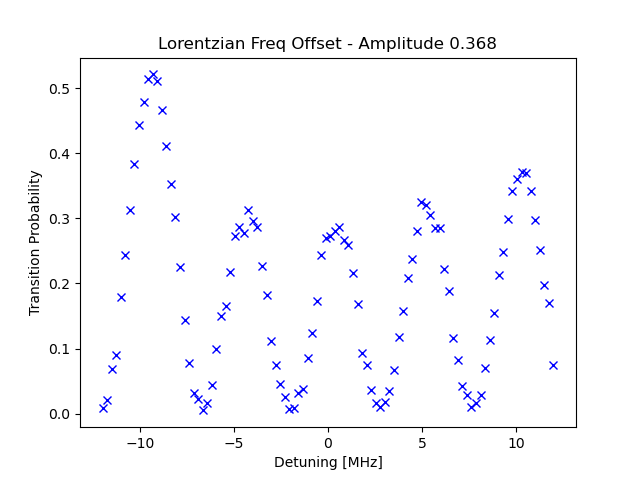 Lorentzian Freq Offset - Amplitude 0.368
Transition Probability
0.5
0.4
0.3
0.2
0.1
0.0
−10 −5 0 5 10
Detuning [MHz]